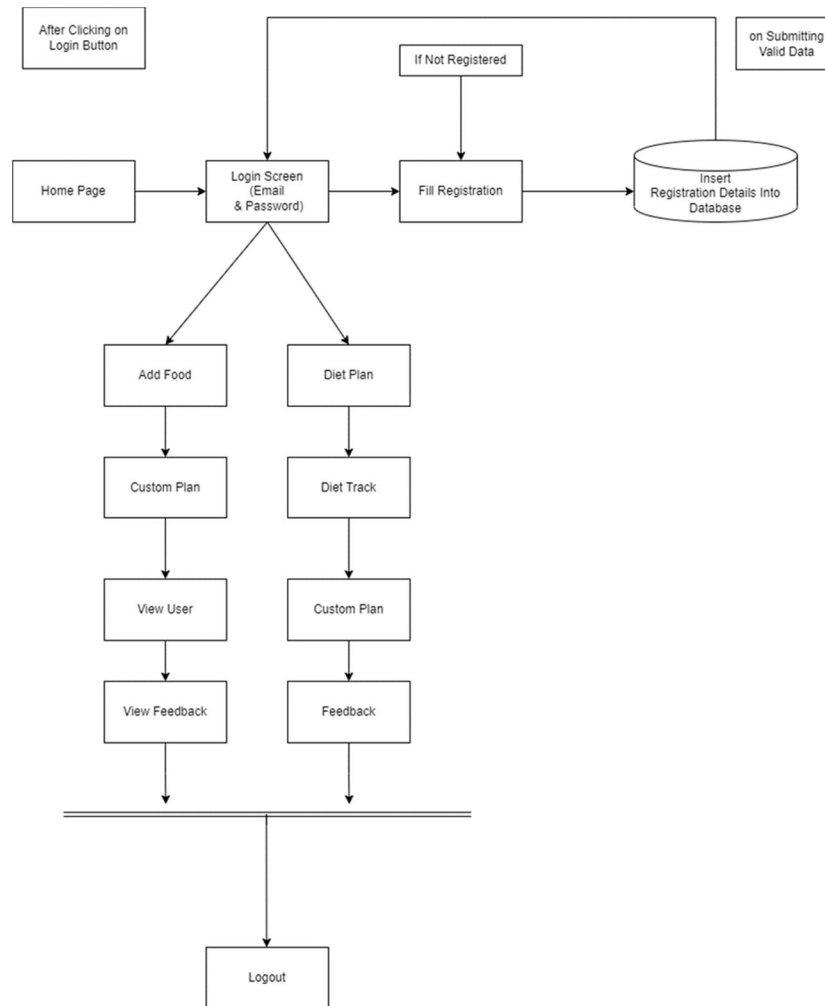 After Clicking on
Login Button
on Submitting
Valid Data
If Not Registered
Home Page
Login Screen
(Email
& Password)
Fill Registration
Insert
Registration Details Into
Database
Add Food
Diet Plan
Custom Plan
Diet Track
View User
Custom Plan
View Feedback
Feedback
Logout